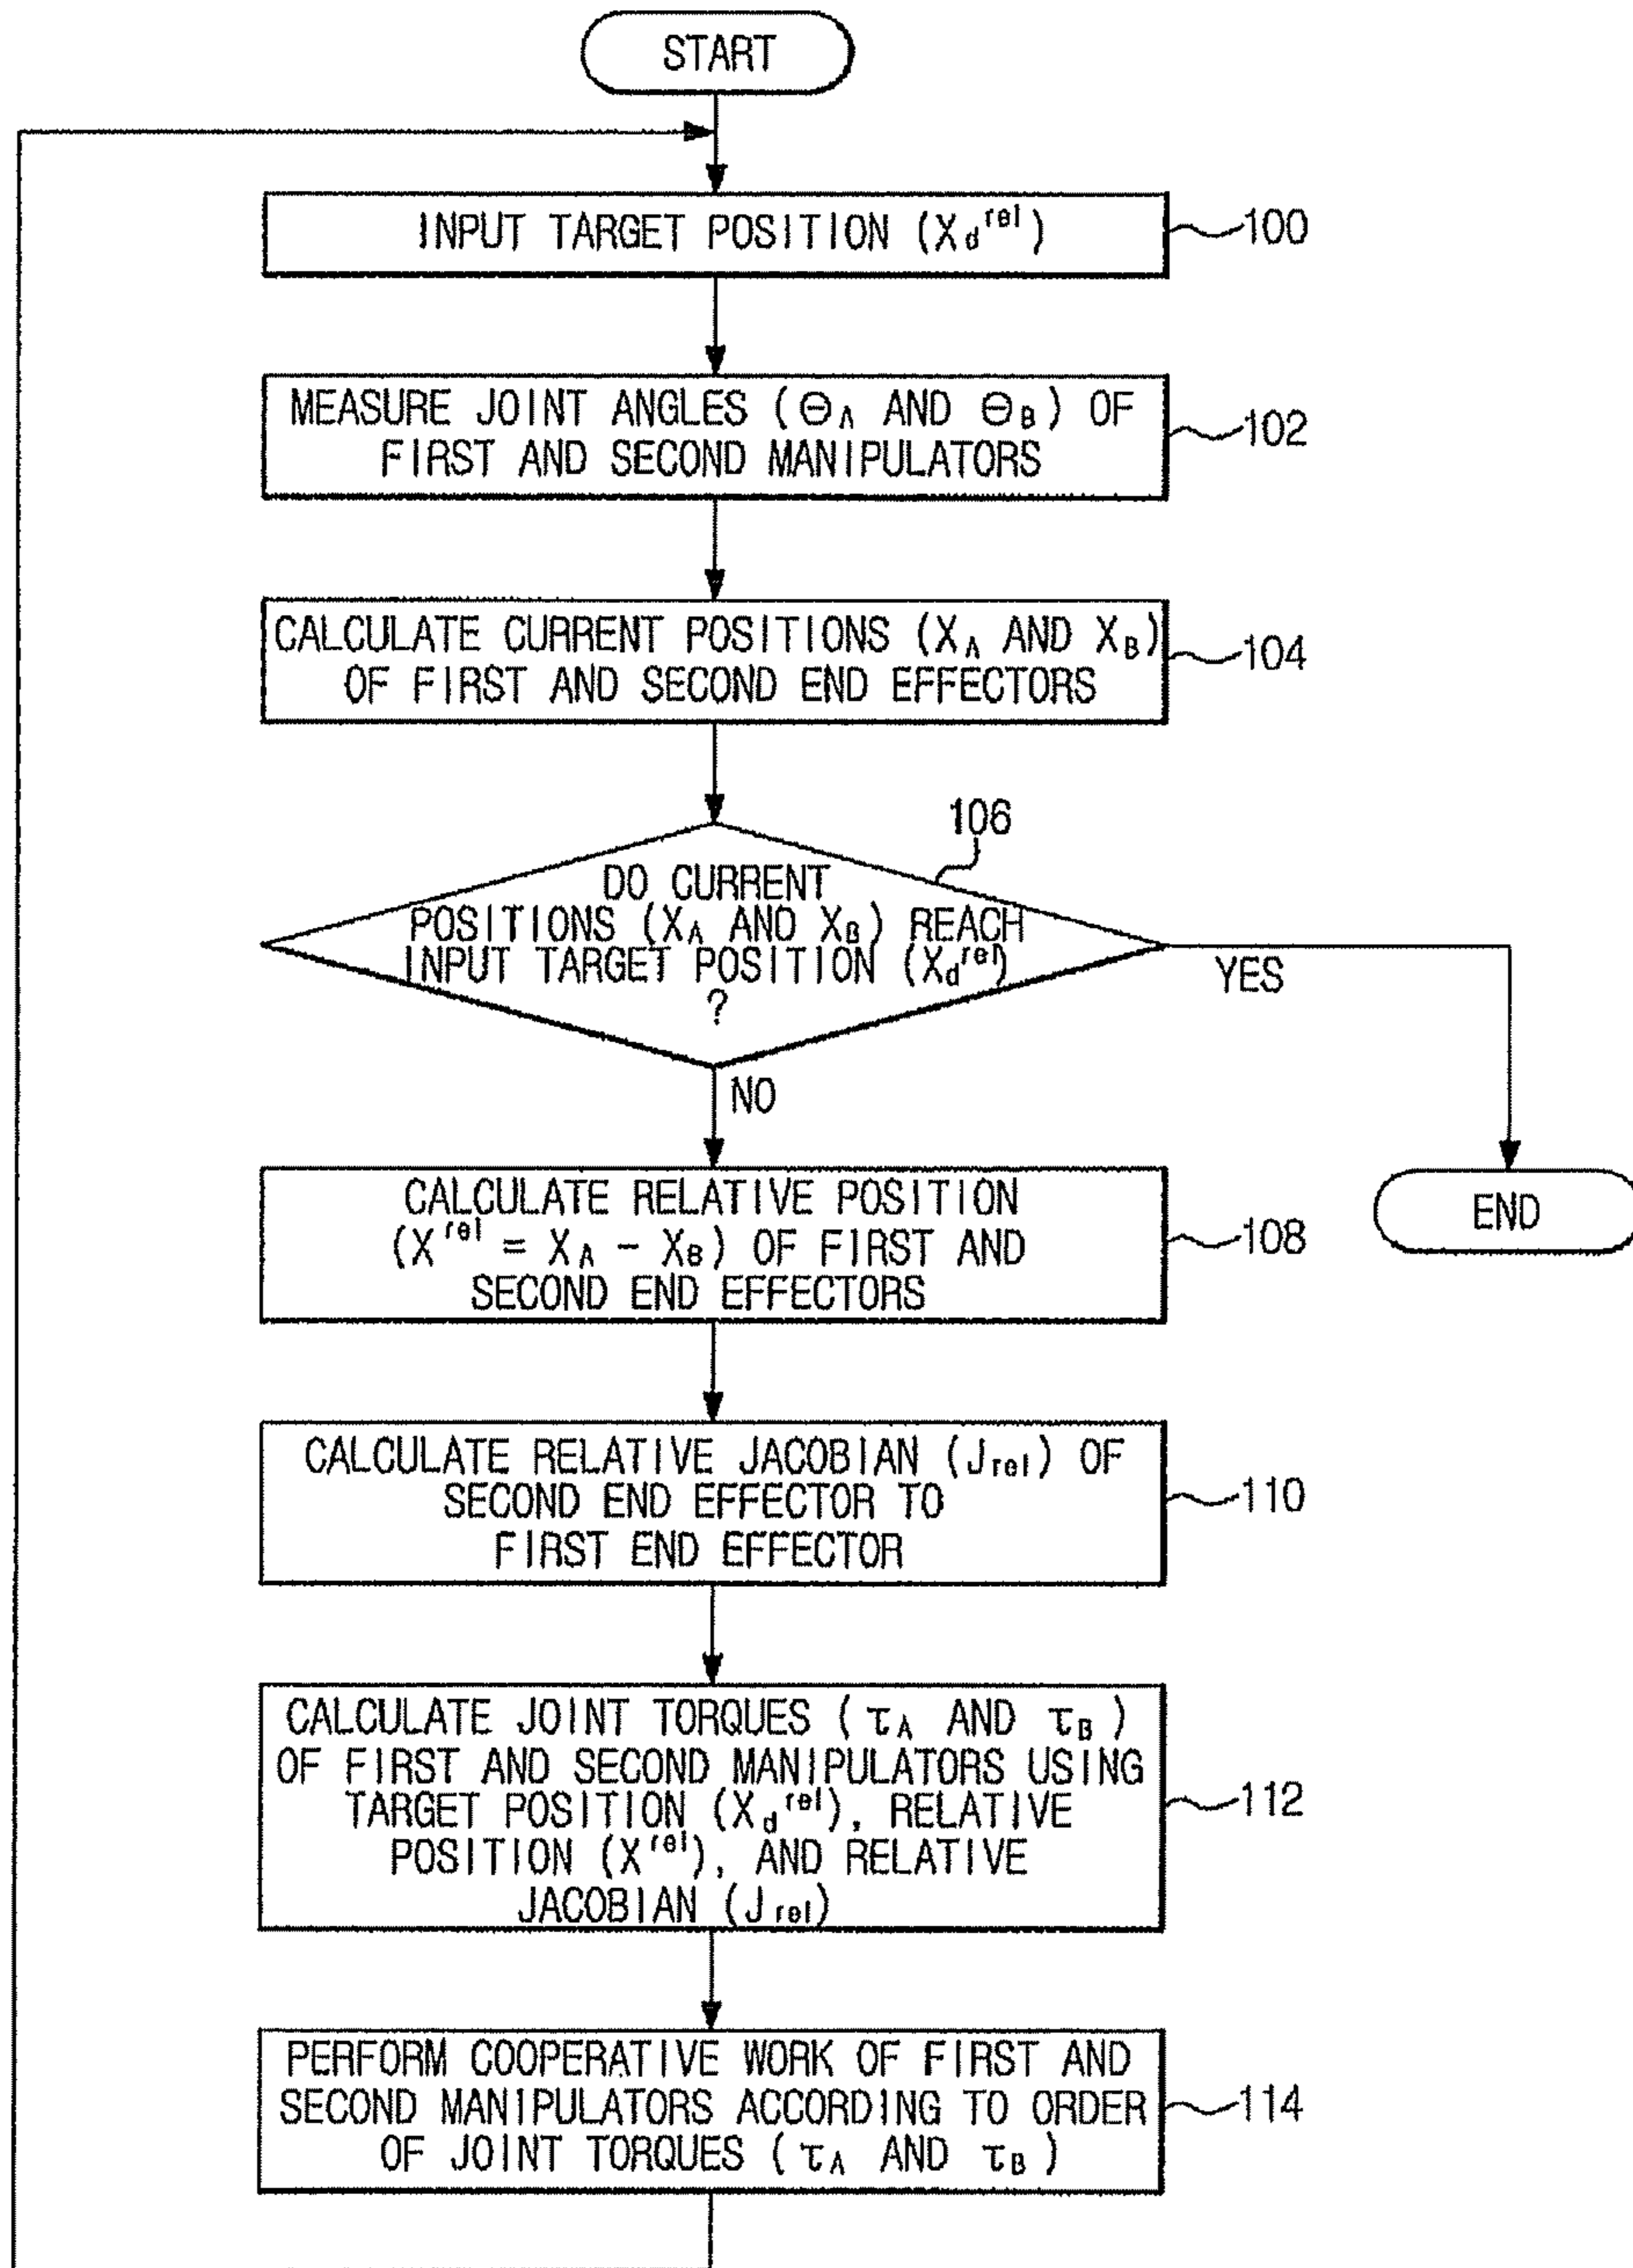 START
INPUT TARGET POSITION (Xd^rel)
100
MEASURE JOINT ANGLES (ΘA AND ΘB) OF
FIRST AND SECOND MANIPULATORS
102
CALCULATE CURRENT POSITIONS (XA AND XB)
OF FIRST AND SECOND END EFFECTORS
104
106
DO CURRENT
POSITIONS (XA AND XB) REACH
INPUT TARGET POSITION (Xd^rel)
?
YES
NO
END
CALCULATE RELATIVE POSITION
(X^rel = XA - XB) OF FIRST AND
SECOND END EFFECTORS
108
CALCULATE RELATIVE JACOBIAN (Jrel) OF
SECOND END EFFECTOR TO
FIRST END EFFECTOR
110
CALCULATE JOINT TORQUES (τA AND τB)
OF FIRST AND SECOND MANIPULATORS USING
TARGET POSITION (Xd^rel), RELATIVE
POSITION (X^rel), AND RELATIVE
JACOBIAN (Jrel)
112
PERFORM COOPERATIVE WORK OF FIRST AND
SECOND MANIPULATORS ACCORDING TO ORDER
OF JOINT TORQUES (τA AND τB)
114